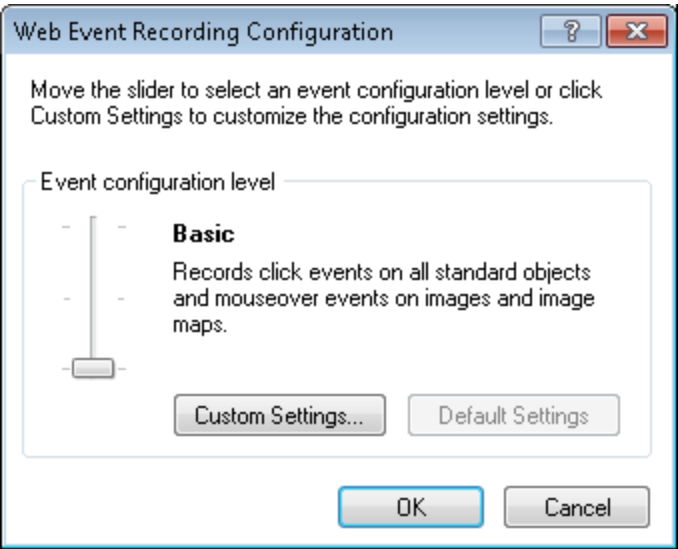 Web Event Recording Configuration
?
Move the slider to select an event configuration level or click
Custom Settings to customize the configuration settings.
Event configuration level
Basic
Records click events on all standard objects
and mouseover events on images and image
maps.
Custom Settings...
Default Settings
OK
Cancel